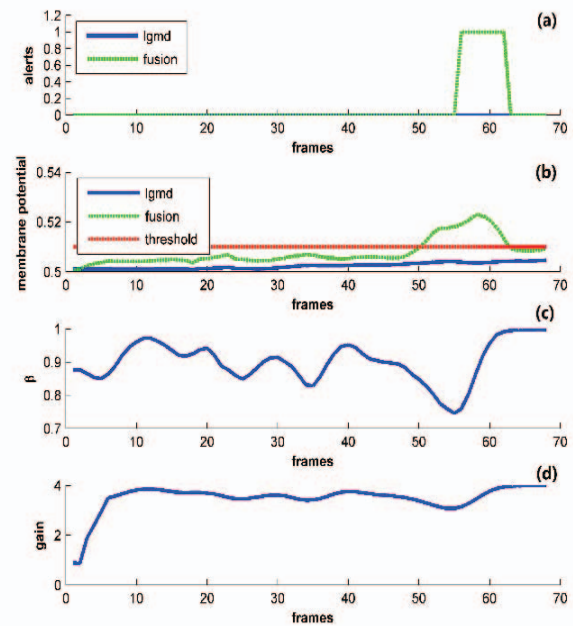 (a)
1.2
1
0.8
0.6
0.4
0.2
0
alerts
lgmd
fusion
0 10 20 30 40 50 60 70
frames
(b)
0.54
0.52
0.5
membrane potential
lgmd
fusion
threshold
0 10 20 30 40 50 60 70
frames
(c)
1
0.9
0.8
0.7
β
0 10 20 30 40 50 60 70
frames
(d)
4
2
0
gain
0 10 20 30 40 50 60 70
frames